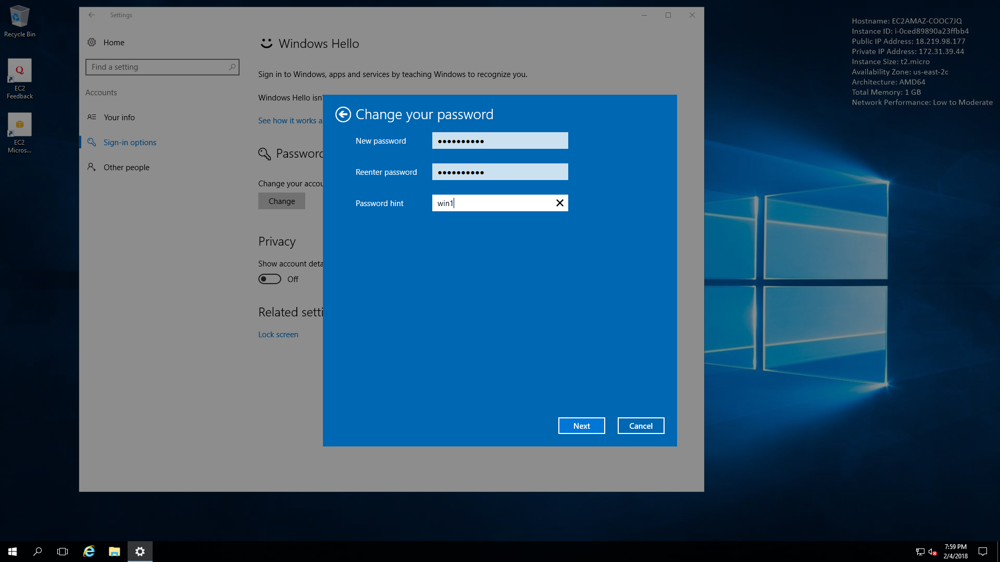 Recycle Bin
EC2
Feedback
EC2
Micros...
Settings
Home
Find a setting
Accounts
Your info
Sign-in options
Other people
Windows Hello
Sign in to Windows, apps and services by teaching Windows to recognize you.
Windows Hello isn'
See how it works a
Password
Change your accou
Change
Privacy
Show account deta
Off
Related setti
Lock screen
Change your password
New password ●●●●●●●●●●
Reenter password ●●●●●●●●●●
Password hint win1
Next
Cancel
Hostname: EC2AMAZ-COOC7JQ
Instance ID: i-0ced89890a23ffbb4
Public IP Address: 18.219.98.177
Private IP Address: 172.31.39.44
Instance Size: t2.micro
Availability Zone: us-east-2c
Architecture: AMD64
Total Memory: 1 GB
Network Performance: Low to Moderate
7:59 PM
2/4/2018